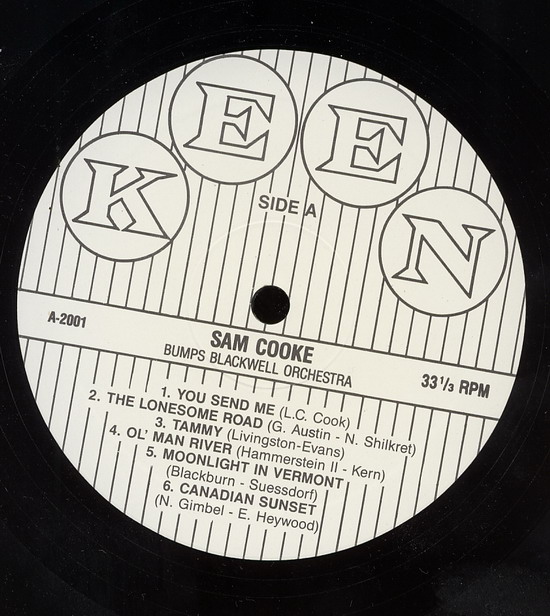 KEEN
SIDE A
A-2001
SAM COOKE
BUMPS BLACKWELL ORCHESTRA
33 1/3 RPM
1. YOU SEND ME (L.C. Cook)
2. THE LONESOME ROAD (G. Austin - N. Shilkret)
3. TAMMY (Livingston-Evans)
4. OL' MAN RIVER (Hammerstein II - Kern)
5. MOONLIGHT IN VERMONT
(Blackburn - Suessdorf)
6. CANADIAN SUNSET
(N. Gimbel - E. Heywood)